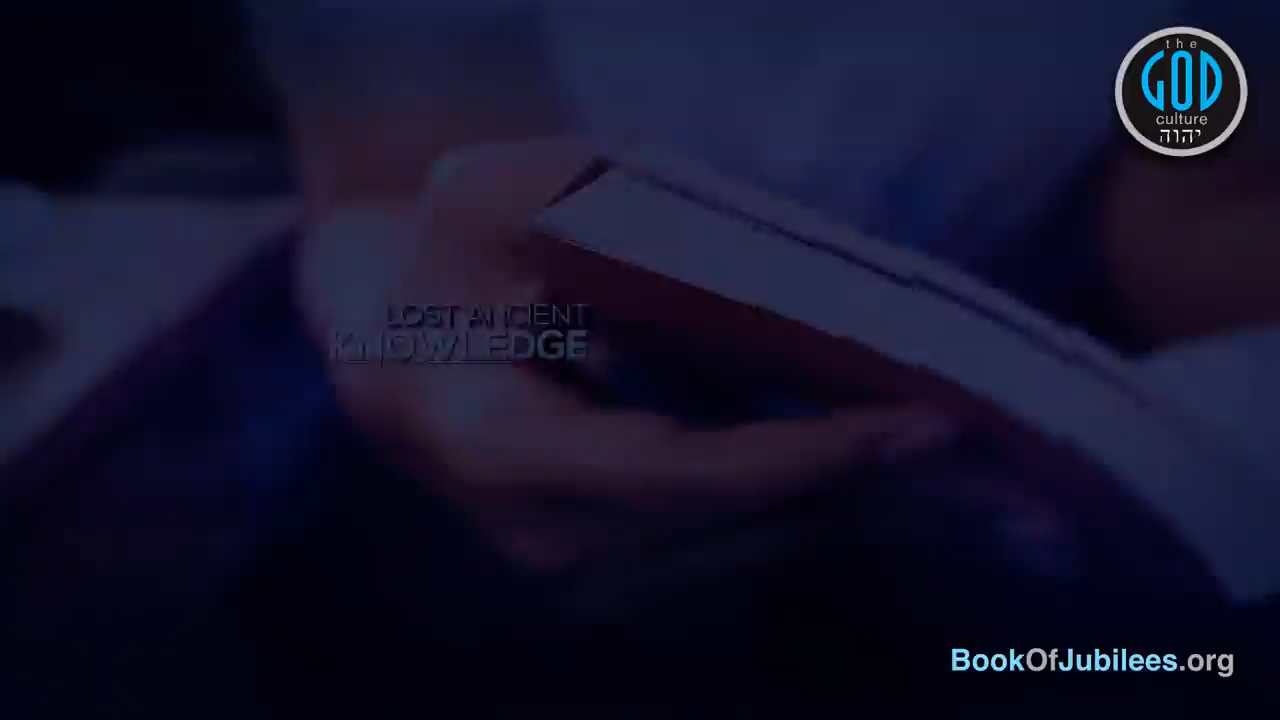 the
GOD
culture
יהוה
LOST ANCIENT
KNOWLEDGE
BookOfJubilees.org